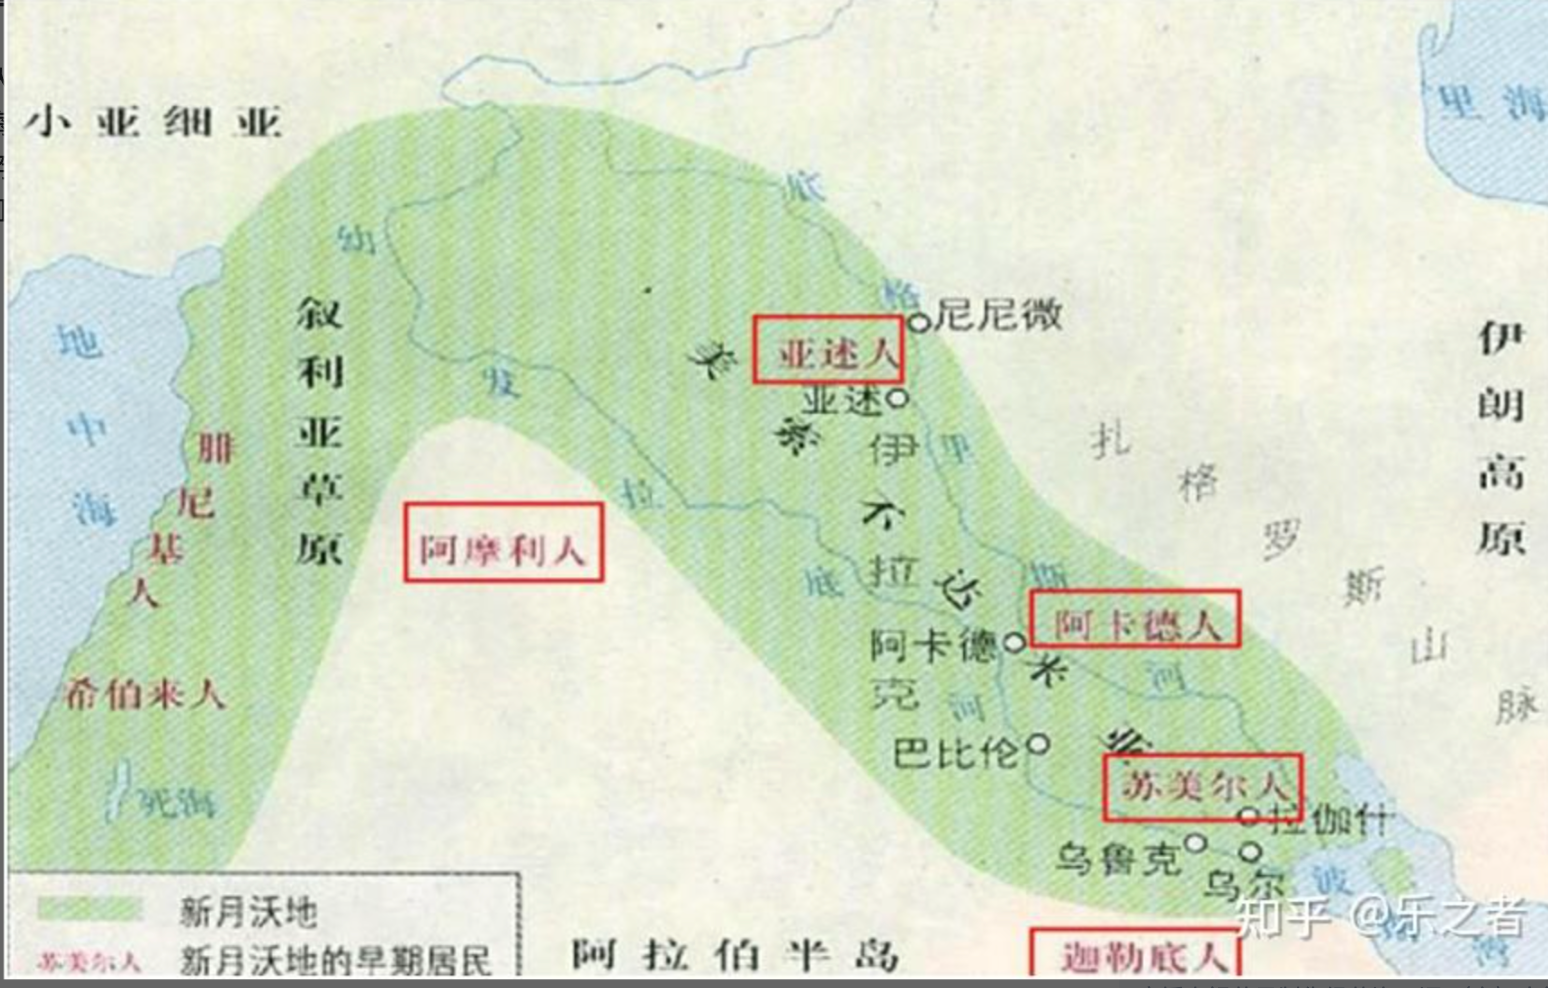 小亚细亚
里海
底格里斯河
幼发拉底河
尼尼微
亚述人
亚述
叙利亚草原
地中海
美索不达米亚
伊拉克
伊朗高原
扎格罗斯山脉
腓尼基人
阿摩利人
阿卡德人
阿卡德
希伯来人
巴比伦
苏美尔人
死海
拉伽什
乌鲁克
乌尔
波斯湾
新月沃地
苏美尔人 新月沃地的早期居民
阿拉伯半岛
迦勒底人
知乎 @乐之者